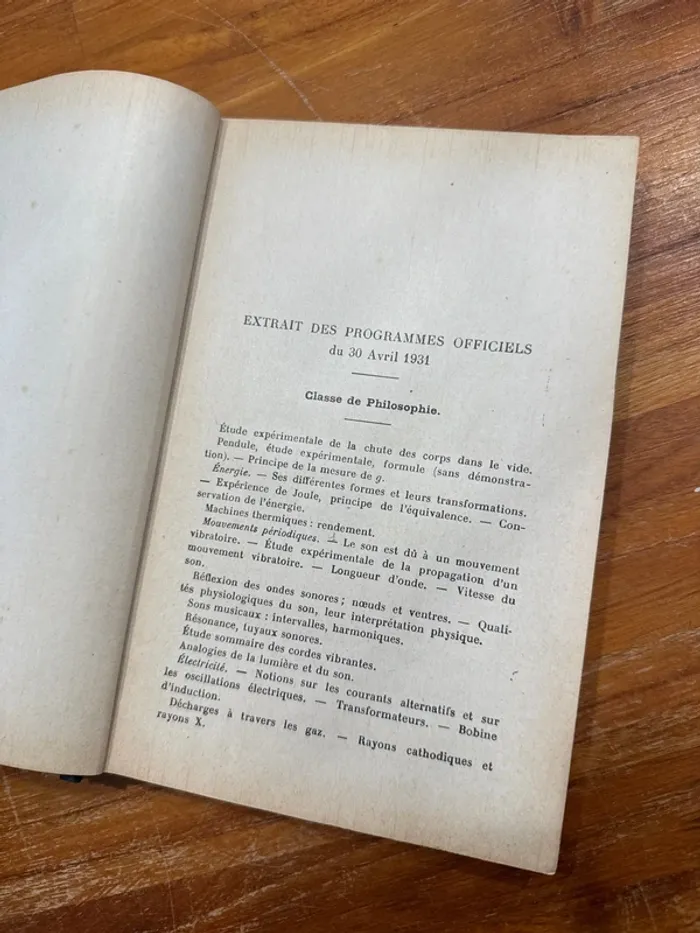 EXTRAIT DES PROGRAMMES OFFICIELS
du 30 Avril 1931
Classe de Philosophie.
Étude expérimentale de la chute des corps dans le vide.
Pendule, étude expérimentale, formule (sans démonstra-
tion). — Principe de la mesure de g.
Énergie. — Ses différentes formes et leurs transformations.
— Expérience de Joule, principe de l'équivalence. — Con-
servation de l'énergie.
Machines thermiques : rendement.
Mouvements périodiques. — Le son est dû à un mouvement
vibratoire. — Étude expérimentale de la propagation d'un
mouvement vibratoire. — Longueur d'onde. — Vitesse du
son.
Réflexion des ondes sonores ; nœuds et ventres. — Quali-
tés physiologiques du son, leur interprétation physique.
Sons musicaux : intervalles, harmoniques.
Résonance, tuyaux sonores.
Étude sommaire des cordes vibrantes.
Analogies de la lumière et du son.
Électricité. — Notions sur les courants alternatifs et sur
les oscillations électriques. — Transformateurs. — Bobine
d'induction.
Décharges à travers les gaz. — Rayons cathodiques et
rayons X.